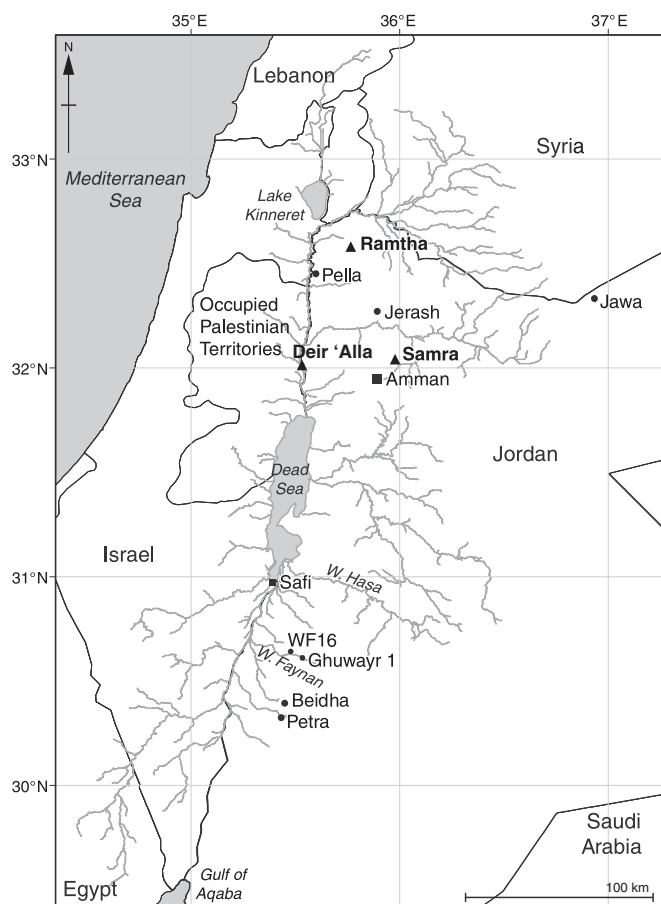 35°E
36°E
37°E
N
Lebanon
Syria
33°N
Mediterranean
Sea
Lake
Kinneret
Ramtha
Pella
Jawa
Occupied
Palestinian
Territories
Jerash
Deir ‘Alla
Samra
32°N
Amman
Jordan
Dead
Sea
Israel
31°N
Safi
W. Hasa
WF16
Ghuwayr 1
W. Faynan
Beidha
Petra
30°N
Saudi
Arabia
Gulf of
Aqaba
Egypt
100 km